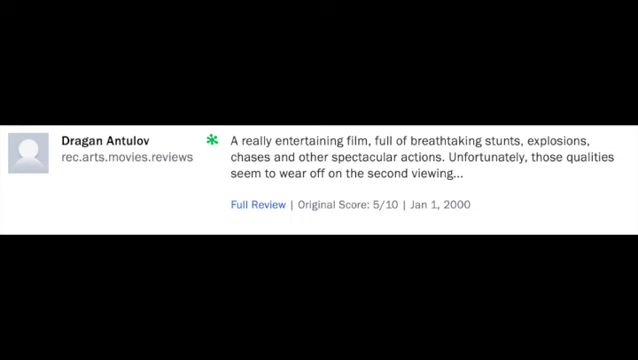 Dragan Antulov
rec.arts.movies.reviews
A really entertaining film, full of breathtaking stunts, explosions,
chases and other spectacular actions. Unfortunately, those qualities
seem to wear off on the second viewing...
Full Review | Original Score: 5/10 | Jan 1, 2000